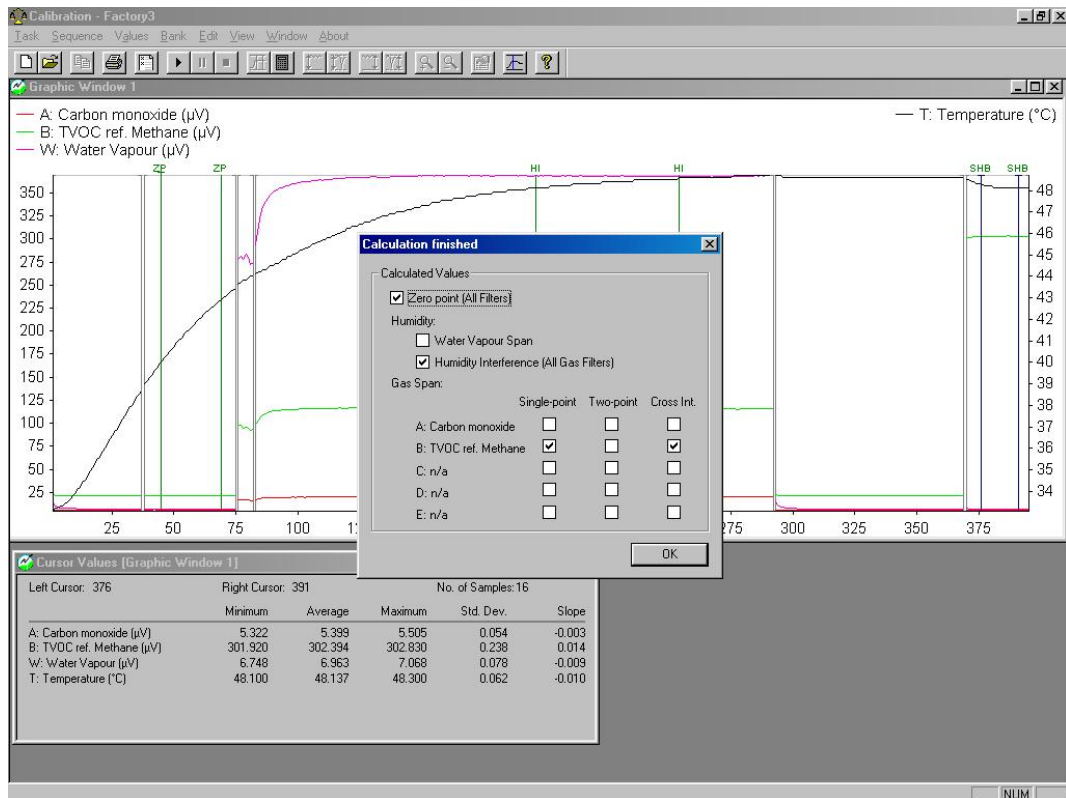 Calibration - Factory3
Task Sequence Values Bank Edit View Window About
Graphic Window 1
A: Carbon monoxide (µV)
B: TVOC ref. Methane (µV)
W: Water Vapour (µV)
T: Temperature (°C)
ZP ZP HI HI SHB SHB
350
325
300
275
250
225
200
175
150
125
100
75
50
25
48
47
46
45
44
43
42
41
40
39
38
37
36
35
34
25 50 75 100 275 300 325 350 375
Calculation finished
Calculated Values
Zero point (All Filters)
Humidity:
Water Vapour Span
Humidity Interference (All Gas Filters)
Gas Span:
Single-point Two-point Cross Int.
A: Carbon monoxide
B: TVOC ref. Methane
C: n/a
D: n/a
E: n/a
OK
Cursor Values [Graphic Window 1]
Left Cursor: 376 Right Cursor: 391 No. of Samples: 16
Minimum Average Maximum Std. Dev. Slope
A: Carbon monoxide (µV) 5.322 5.399 5.505 0.054 -0.003
B: TVOC ref. Methane (µV) 301.920 302.394 302.830 0.238 0.014
W: Water Vapour (µV) 6.748 6.963 7.068 0.078 -0.009
T: Temperature (°C) 48.100 48.137 48.300 0.062 -0.010
NUM